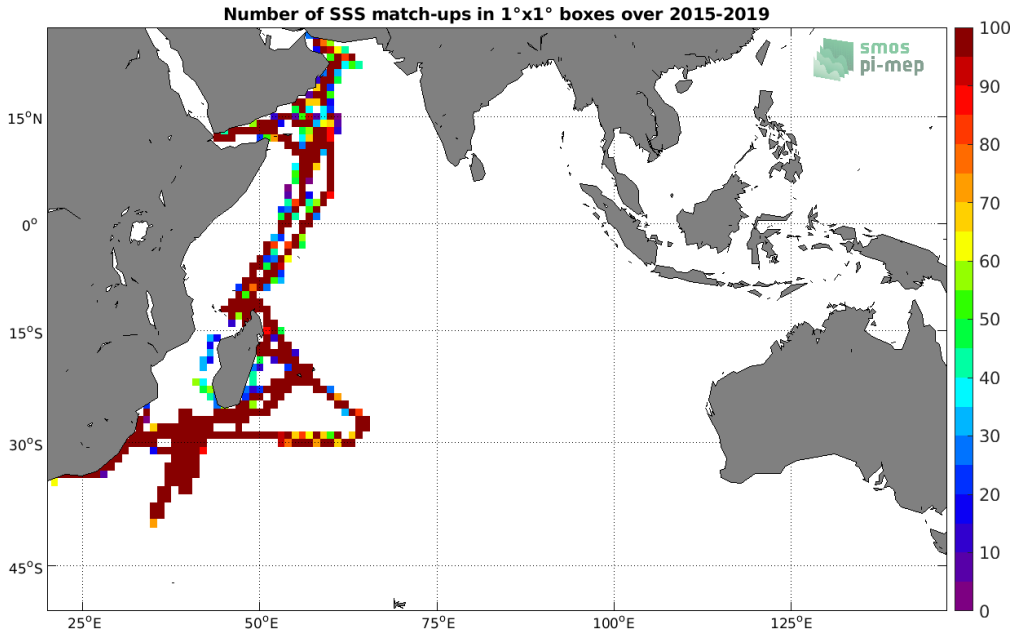 Number of SSS match-ups in 1°x1° boxes over 2015-2019
smos
pi-mep
100
90
80
70
60
50
40
30
20
10
0
15°N
0°
15°S
30°S
45°S
25°E
50°E
75°E
100°E
125°E